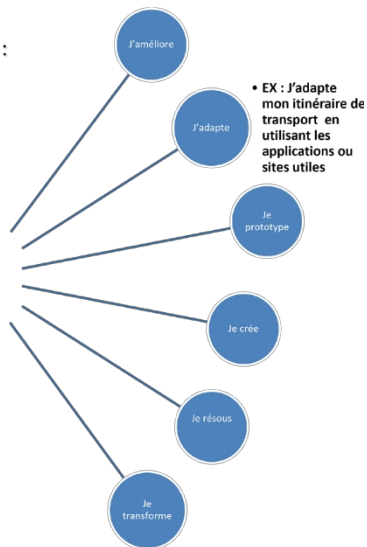 :
J'améliore
J'adapte
• EX : J'adapte
mon itinéraire de
transport en
utilisant les
applications ou
sites utiles
Je
prototype
Je crée
Je résous
Je
transforme